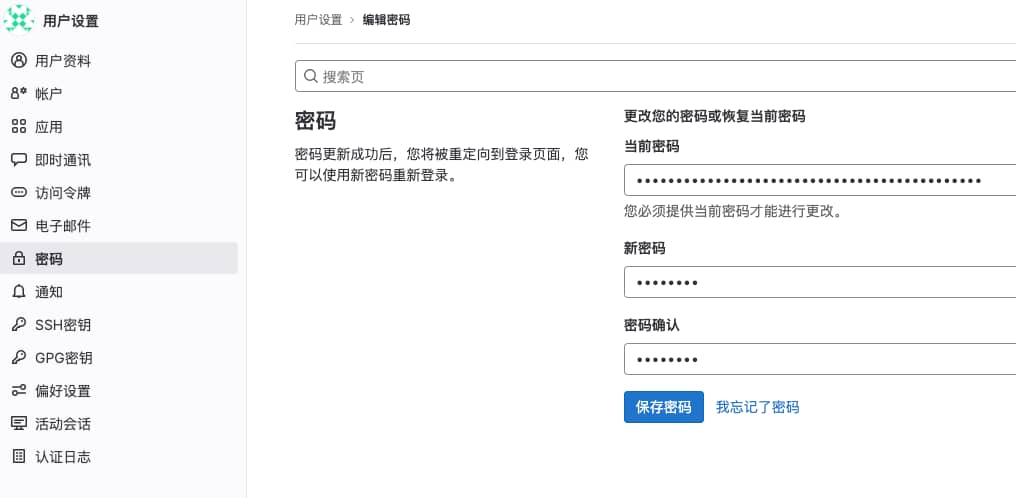 用户设置
用户资料
帐户
应用
即时通讯
访问令牌
电子邮件
密码
通知
SSH密钥
GPG密钥
偏好设置
活动会话
认证日志
用户设置 › 编辑密码
搜索页
密码
密码更新成功后，您将被重定向到登录页面，您
可以使用新密码重新登录。
更改您的密码或恢复当前密码
当前密码
您必须提供当前密码才能进行更改。
新密码
密码确认
保存密码 我忘记了密码